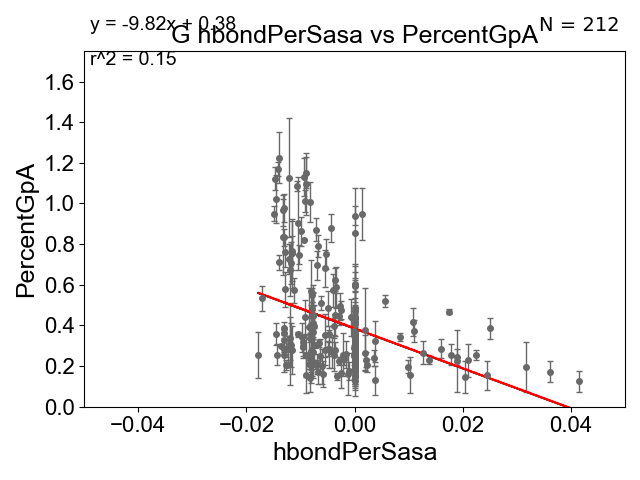 y = -9.82x + 0.38
G hbondPerSasa vs PercentGpA
N = 212
r^2 = 0.15
1.6
1.4
1.2
1.0
0.8
0.6
0.4
0.2
0.0
PercentGpA
−0.04 −0.02 0.00 0.02 0.04
hbondPerSasa